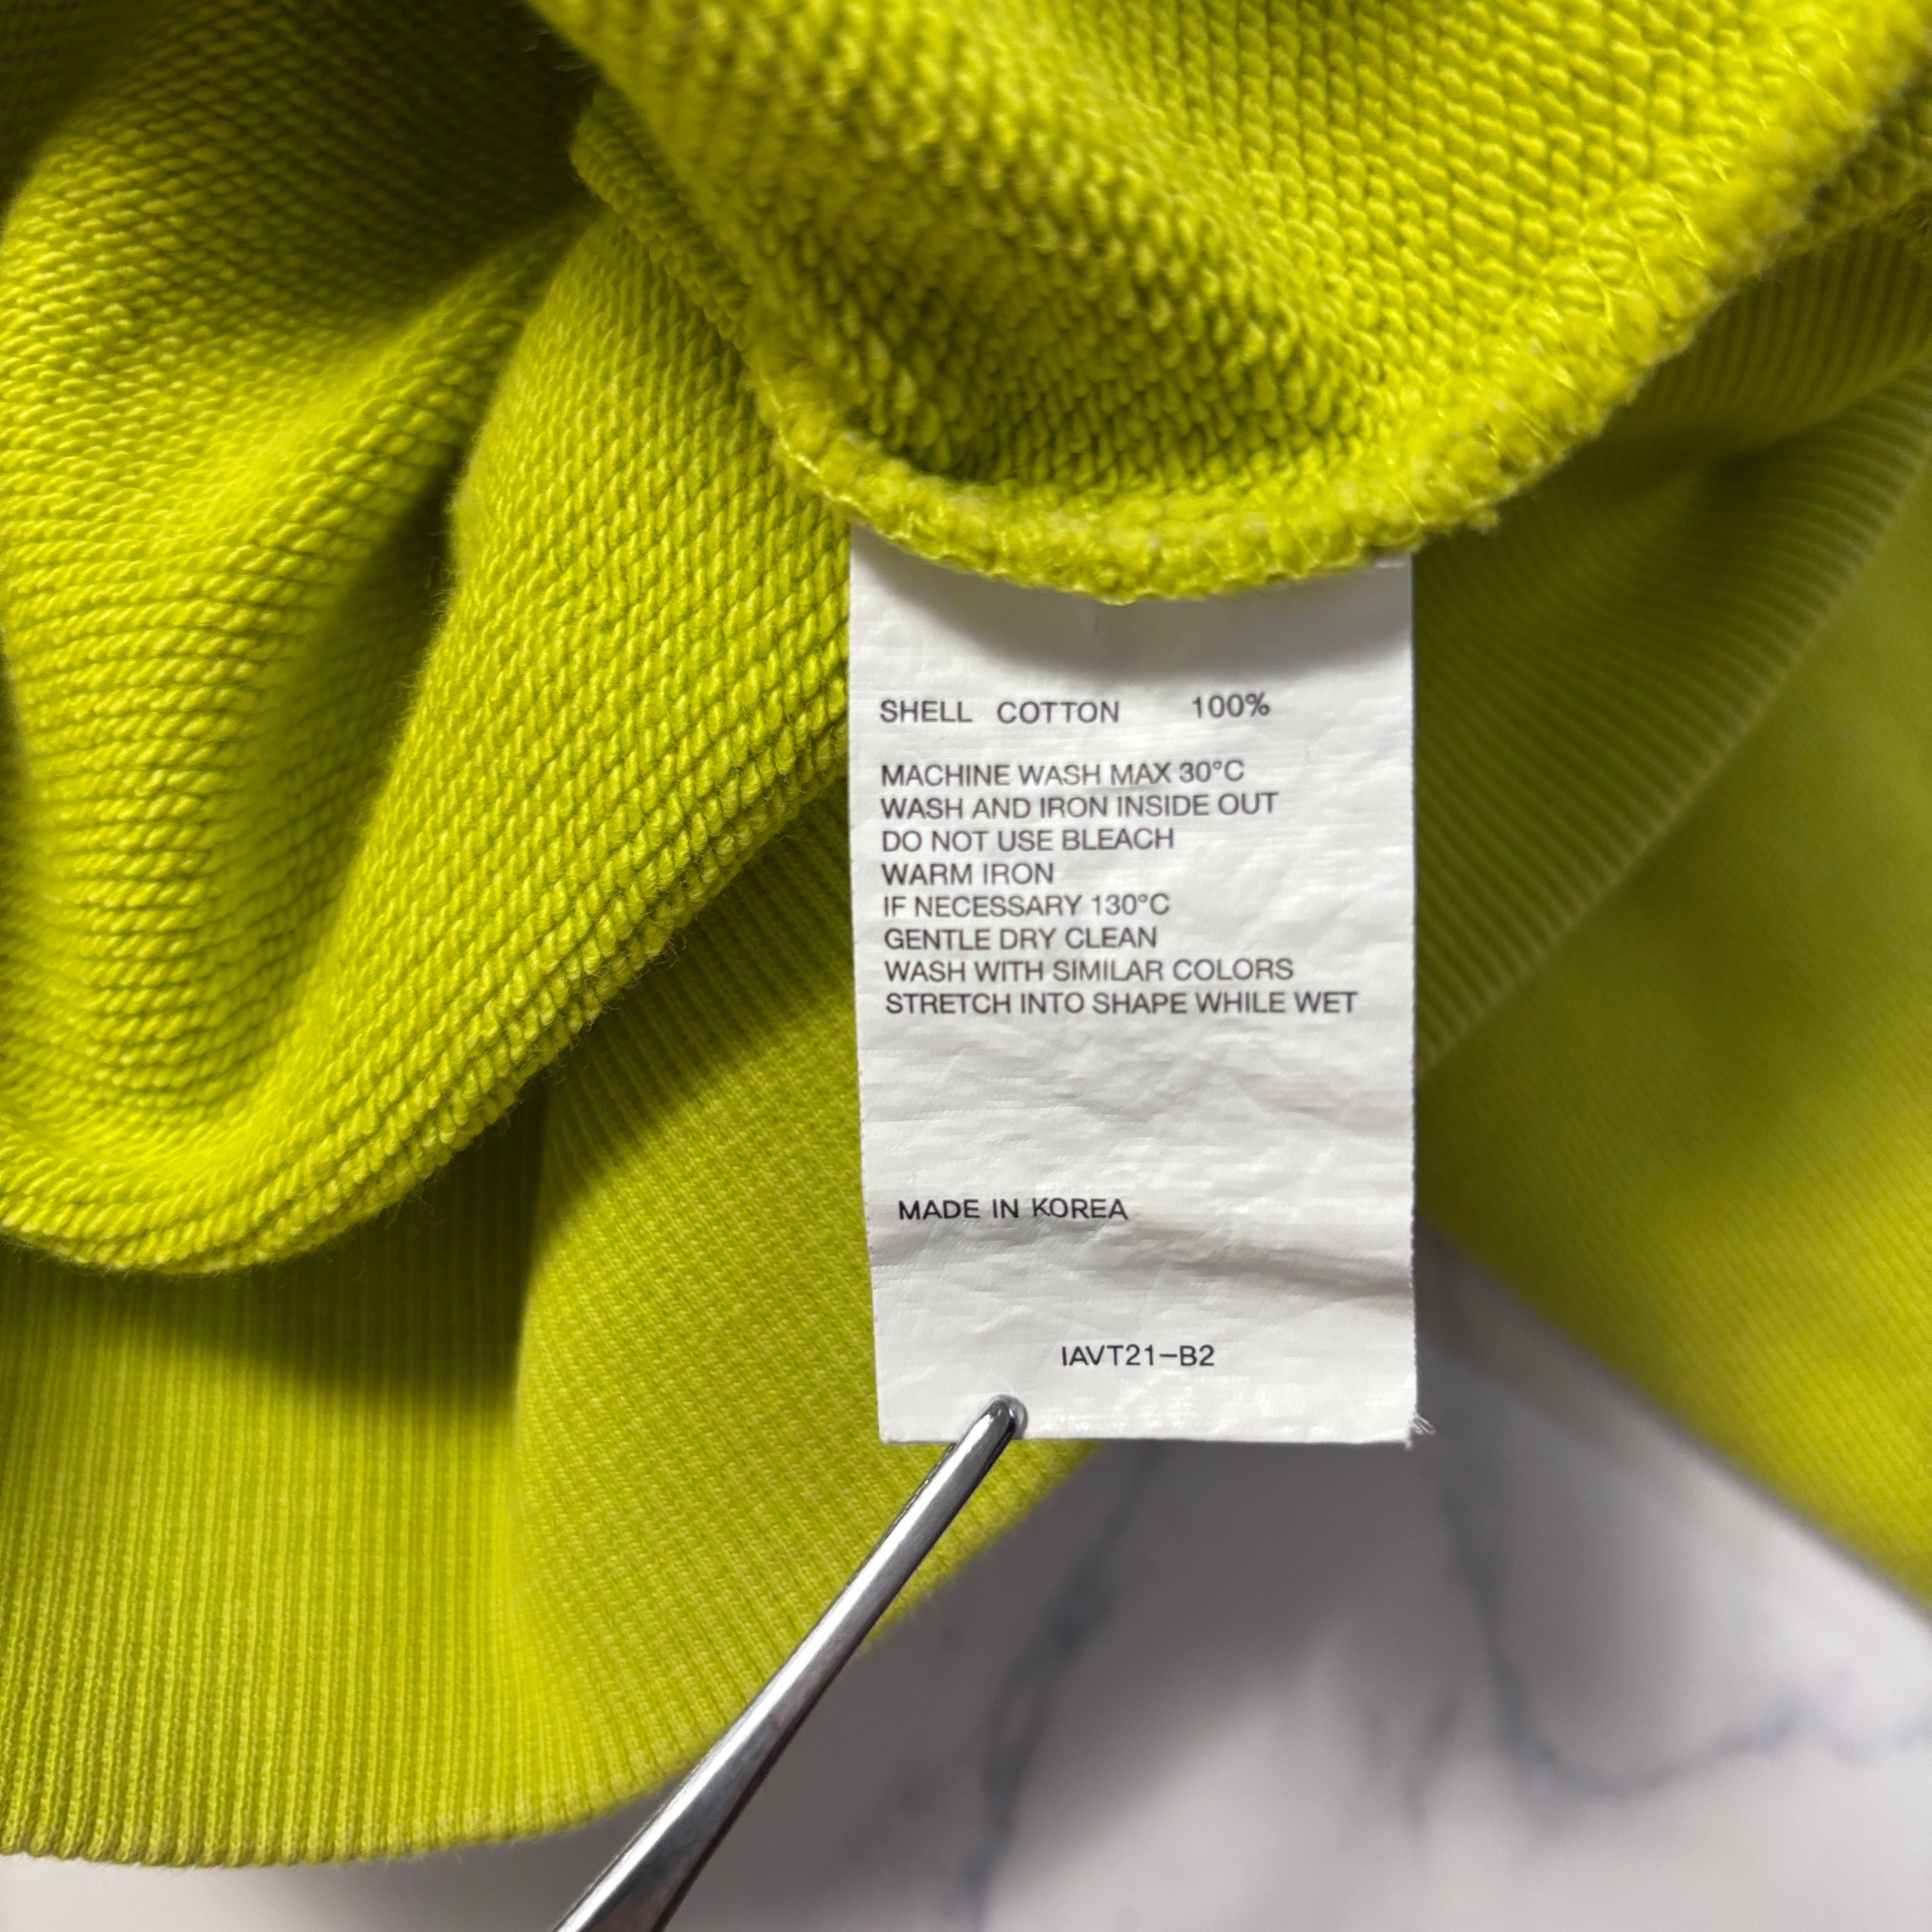 SHELL COTTON 100%
MACHINE WASH MAX 30°C
WASH AND IRON INSIDE OUT
DO NOT USE BLEACH
WARM IRON
IF NECESSARY 130°C
GENTLE DRY CLEAN
WASH WITH SIMILAR COLORS
STRETCH INTO SHAPE WHILE WET
MADE IN KOREA
IAVT21-B2